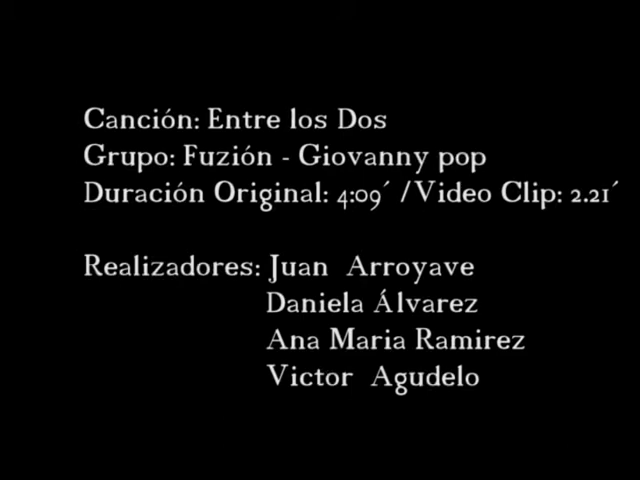 Canción: Entre los Dos
Grupo: Fuzión - Giovanny pop
Duración Original: 4:09´ /Video Clip: 2.21´
Realizadores: Juan Arroyave
Daniela Álvarez
Ana Maria Ramirez
Victor Agudelo